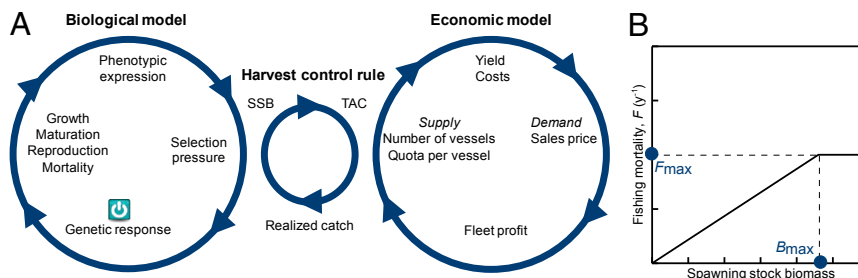 A
Biological model
Phenotypic
expression
Growth
Maturation
Reproduction
Mortality
Selection
pressure
Genetic response
Harvest control rule
SSB
TAC
Realized catch
Economic model
Yield
Costs
Supply
Number of vessels
Quota per vessel
Demand
Sales price
Fleet profit
B
Fishing mortality, F (y⁻¹)
Fmax
Bmax
Spawning stock biomass